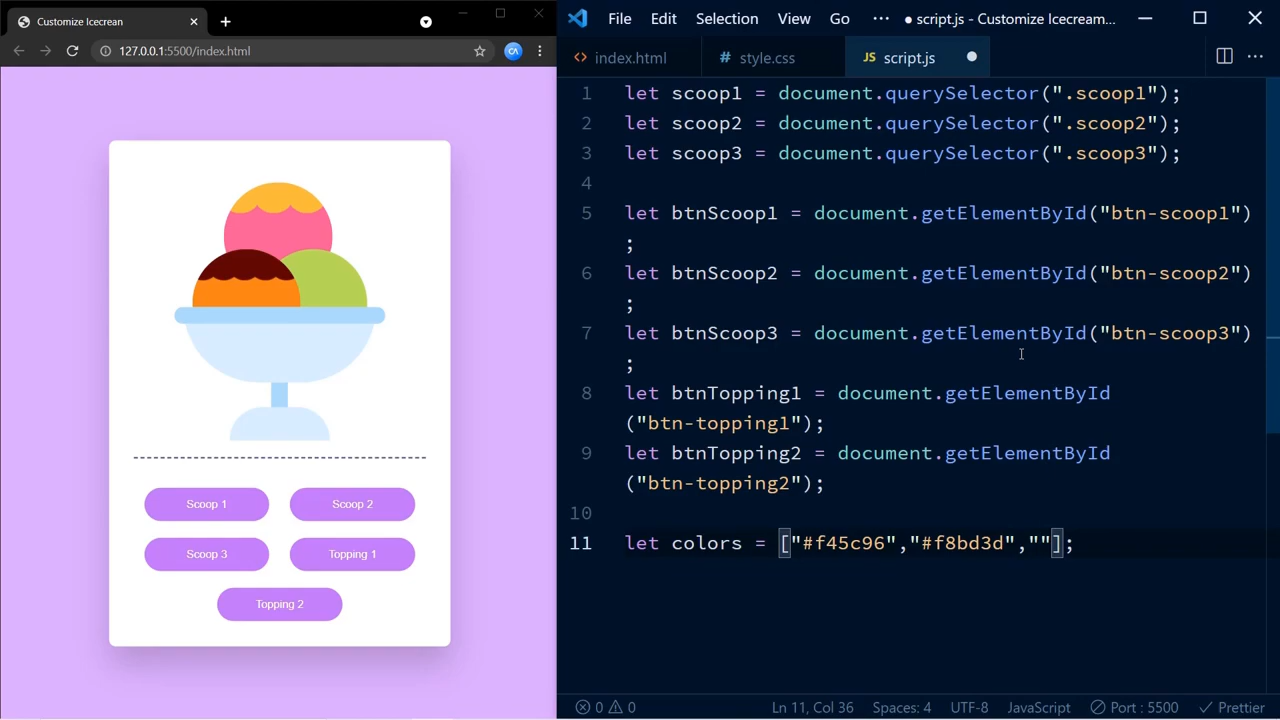 Customize Icecrean
127.0.0.1:5500/index.html
CA
Scoop 1
Scoop 2
Scoop 3
Topping 1
Topping 2
File Edit Selection View Go ··· ● script.js - Customize Icecream...
<> index.html
# style.css
JS script.js
1 let scoop1 = document.querySelector(".scoop1");
2 let scoop2 = document.querySelector(".scoop2");
3 let scoop3 = document.querySelector(".scoop3");
4
5 let btnScoop1 = document.getElementById("btn-scoop1")
;
6 let btnScoop2 = document.getElementById("btn-scoop2")
;
7 let btnScoop3 = document.getElementById("btn-scoop3")
;
8 let btnTopping1 = document.getElementById
("btn-topping1");
9 let btnTopping2 = document.getElementById
("btn-topping2");
10
11 let colors = ["#f45c96","#f8bd3d",""];
0 0 Ln 11, Col 36 Spaces: 4 UTF-8 JavaScript Port : 5500 Prettier